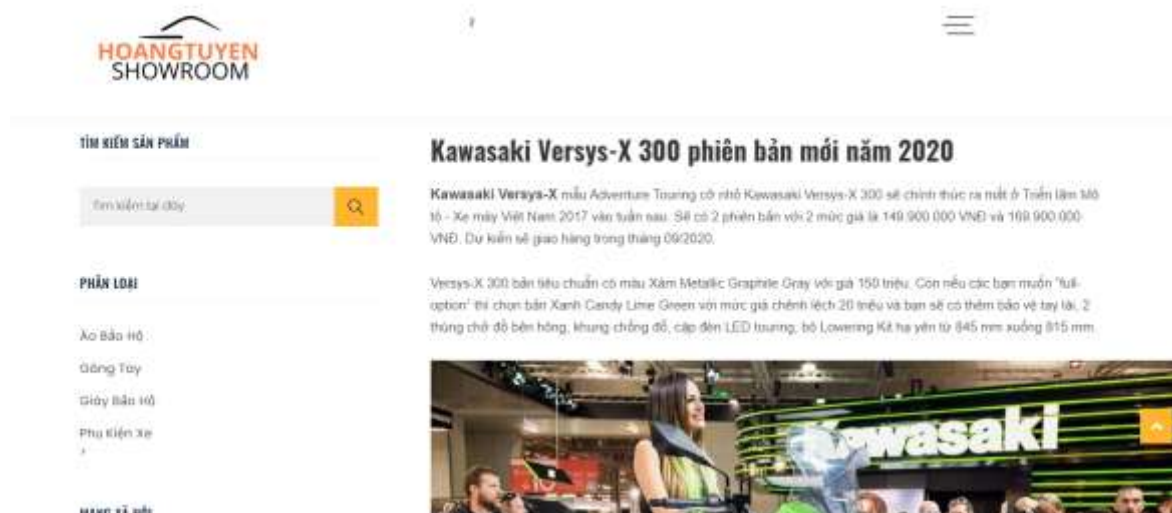 HOANGTUYEN
SHOWROOM
TÌM KIẾM SẢN PHẨM
Tìm kiếm tại đây
PHÂN LOẠI
Áo Bảo Hộ
Găng Tay
Giày Bảo Hộ
Phụ Kiện Xe
MẠNG XÃ HỘI
Kawasaki Versys-X 300 phiên bản mới năm 2020
Kawasaki Versys-X mẫu Adventure Touring cỡ nhỏ Kawasaki Versys-X 300 sẽ chính thức ra mắt ở Triển lãm Mô
tô - Xe máy Việt Nam 2017 vào tuần sau. Sẽ có 2 phiên bản với 2 mức giá là 149.900.000 VNĐ và 169.900.000
VNĐ. Dự kiến sẽ giao hàng trong tháng 09/2020.
Versys-X 300 bản tiêu chuẩn có màu Xám Metallic Graphite Gray với giá 150 triệu. Còn nếu các bạn muốn "full-
option" thì chọn bản Xanh Candy Lime Green với mức giá chênh lệch 20 triệu và bạn sẽ có thêm bảo vệ tay lái, 2
thùng chở đồ bên hông, khung chống đổ, cặp đèn LED touring, bộ Lowering Kit hạ yên từ 845 mm xuống 815 mm.
Kawasaki